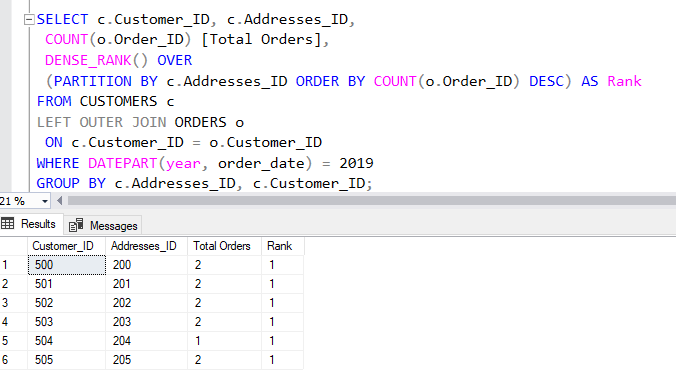 SELECT c.Customer_ID, c.Addresses_ID,
COUNT(o.Order_ID) [Total Orders],
DENSE_RANK() OVER
(PARTITION BY c.Addresses_ID ORDER BY COUNT(o.Order_ID) DESC) AS Rank
FROM CUSTOMERS c
LEFT OUTER JOIN ORDERS o
ON c.Customer_ID = o.Customer_ID
WHERE DATEPART(year, order_date) = 2019
GROUP BY c.Addresses_ID, c.Customer_ID;
21 %
Results Messages
Customer_ID Addresses_ID Total Orders Rank
1 500 200 2 1
2 501 201 2 1
3 502 202 2 1
4 503 203 2 1
5 504 204 1 1
6 505 205 2 1